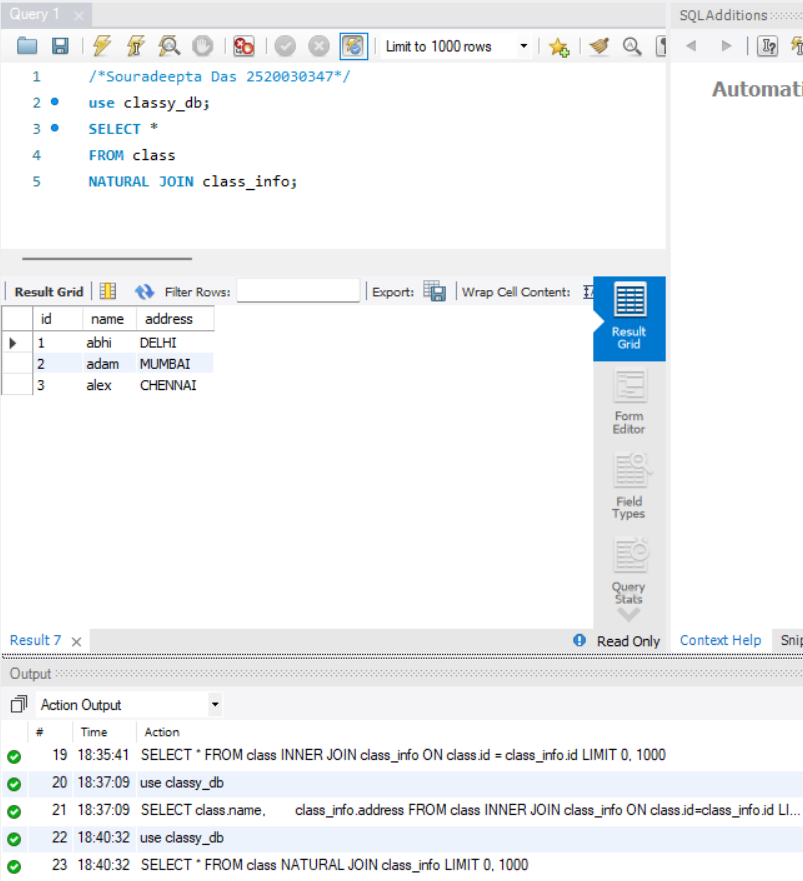 Query 1
SQLAdditions
Limit to 1000 rows
1 /*Souradeepta Das 2520030347*/
2 use classy_db;
3 SELECT *
4 FROM class
5 NATURAL JOIN class_info;
Automati
Result Grid Filter Rows: Export: Wrap Cell Content:
id name address
1 abhi DELHI
2 adam MUMBAI
3 alex CHENNAI
Result
Grid
Form
Editor
Field
Types
Query
Stats
Result 7
Read Only
Context Help Snip
Output
Action Output
# Time Action
19 18:35:41 SELECT * FROM class INNER JOIN class_info ON class.id = class_info.id LIMIT 0, 1000
20 18:37:09 use classy_db
21 18:37:09 SELECT class.name, class_info.address FROM class INNER JOIN class_info ON class.id=class_info.id LI...
22 18:40:32 use classy_db
23 18:40:32 SELECT * FROM class NATURAL JOIN class_info LIMIT 0, 1000